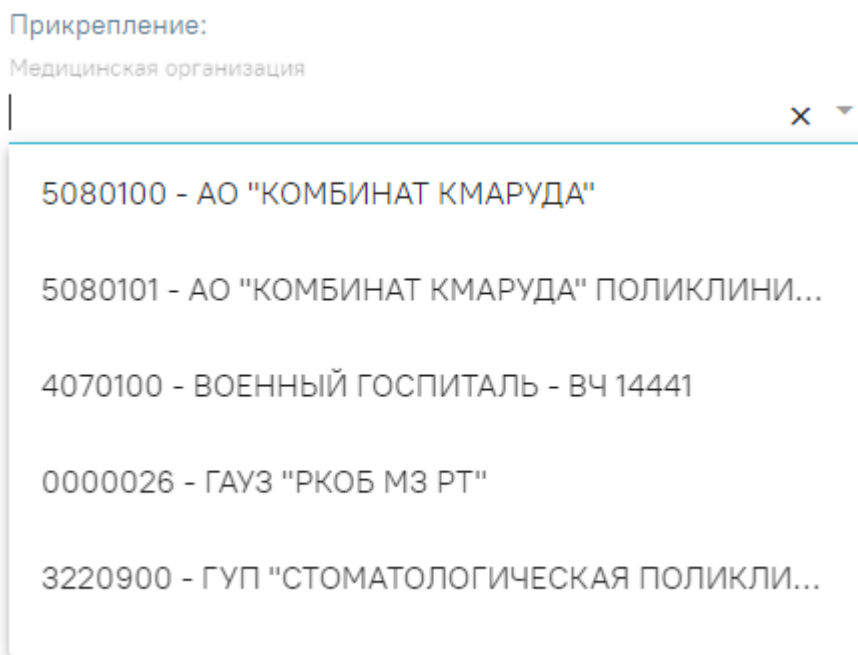 Прикрепление:
Медицинская организация
5080100 - АО "КОМБИНАТ КМАРУДА"
5080101 - АО "КОМБИНАТ КМАРУДА" ПОЛИКЛИНИ...
4070100 - ВОЕННЫЙ ГОСПИТАЛЬ - ВЧ 14441
0000026 - ГАУЗ "РКОБ МЗ РТ"
3220900 - ГУП "СТОМАТОЛОГИЧЕСКАЯ ПОЛИКЛИ...